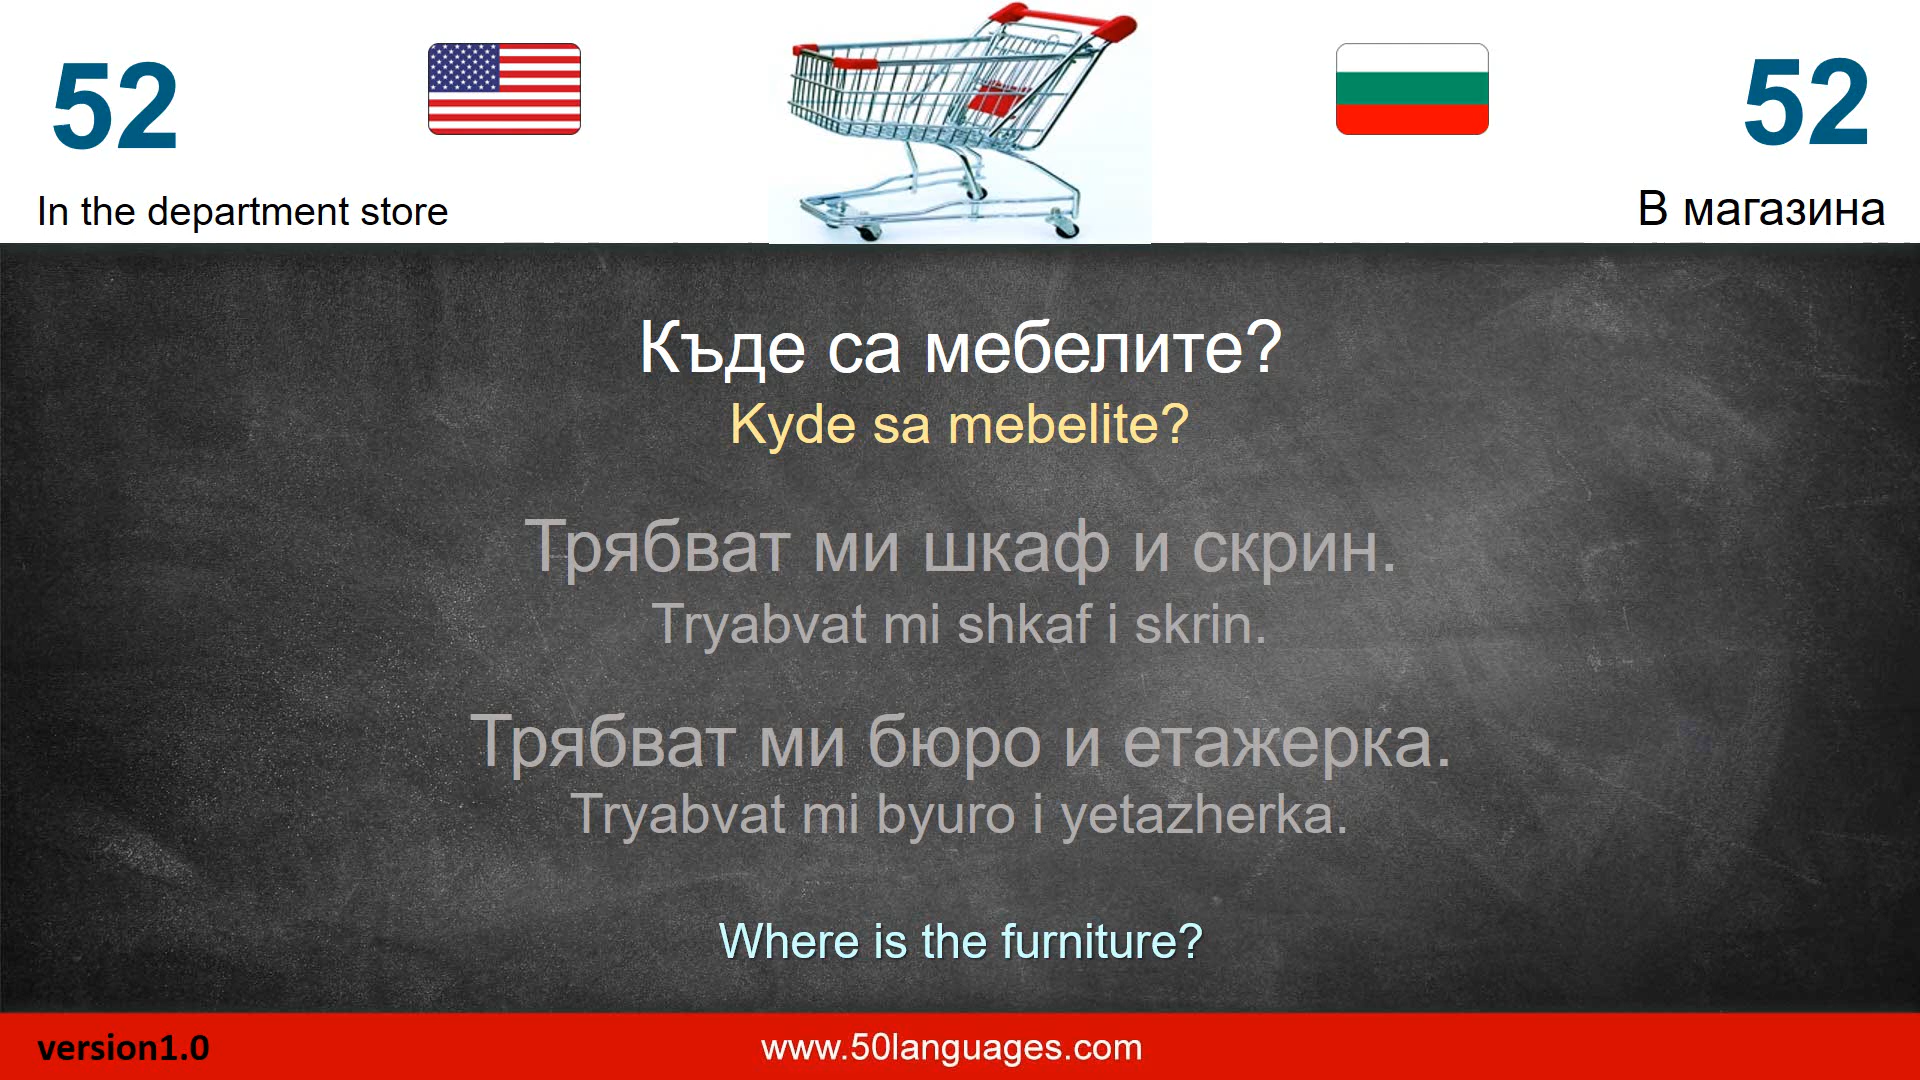 52
52
In the department store
В магазина
Къде са мебелите?
Kyde sa mebelite?
Трябват ми шкаф и скрин.
Tryabvat mi shkaf i skrin.
Трябват ми бюро и етажерка.
Tryabvat mi byuro i yetazherka.
Where is the furniture?
version1.0
www.50languages.com